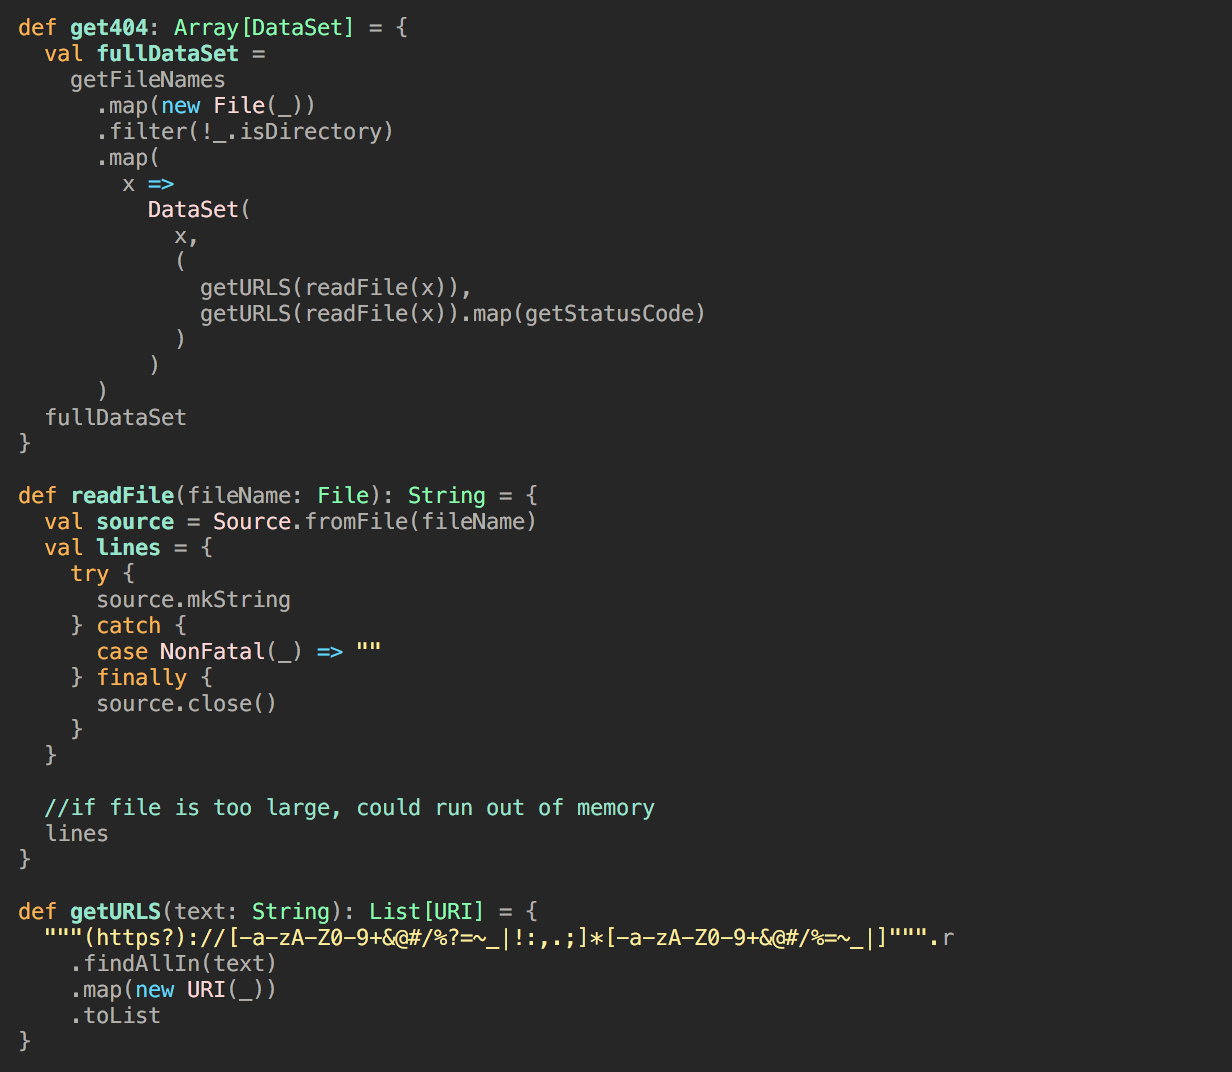 def get404: Array[DataSet] = {
  val fullDataSet =
    getFileNames
      .map(new File(_))
      .filter(!_.isDirectory)
      .map(
        x =>
          DataSet(
            x,
            (
              getURLS(readFile(x)),
              getURLS(readFile(x)).map(getStatusCode)
            )
          )
      )
  fullDataSet
}

def readFile(fileName: File): String = {
  val source = Source.fromFile(fileName)
  val lines = {
    try {
      source.mkString
    } catch {
      case NonFatal(_) => ""
    } finally {
      source.close()
    }
  }

  //if file is too large, could run out of memory
  lines
}

def getURLS(text: String): List[URI] = {
  """(https?)://[-a-zA-Z0-9+&@#/%?=~_|!:,.;]*[-a-zA-Z0-9+&@#/%=~_|]""".r
    .findAllIn(text)
    .map(new URI(_))
    .toList
}